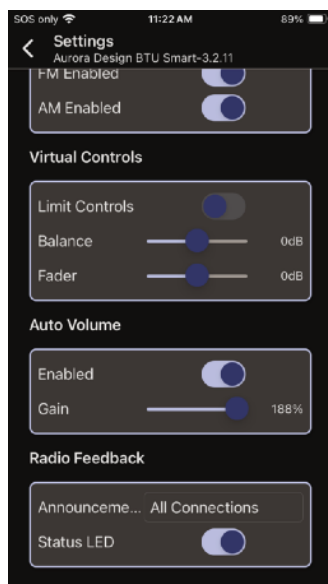 SOS only 11:22 AM 89%
Settings
Aurora Design BTU Smart-3.2.11
FM Enabled
AM Enabled
Virtual Controls
Limit Controls
Balance 0dB
Fader 0dB
Auto Volume
Enabled
Gain 188%
Radio Feedback
Announceme... All Connections
Status LED